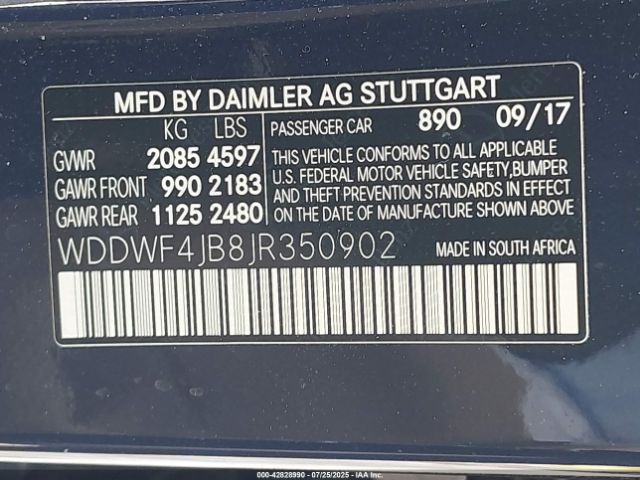 MFD BY DAIMLER AG STUTTGART
KG LBS
GVWR 2085 4597
GAWR FRONT 990 2183
GAWR REAR 1125 2480
PASSENGER CAR 890 09/17
THIS VEHICLE CONFORMS TO ALL APPLICABLE
U.S. FEDERAL MOTOR VEHICLE SAFETY,BUMPER
AND THEFT PREVENTION STANDARDS IN EFFECT
ON THE DATE OF MANUFACTURE SHOWN ABOVE.
WDDWF4JB8JR350902
MADE IN SOUTH AFRICA
000-42828990 - 07/25/2025 - IAA INC.